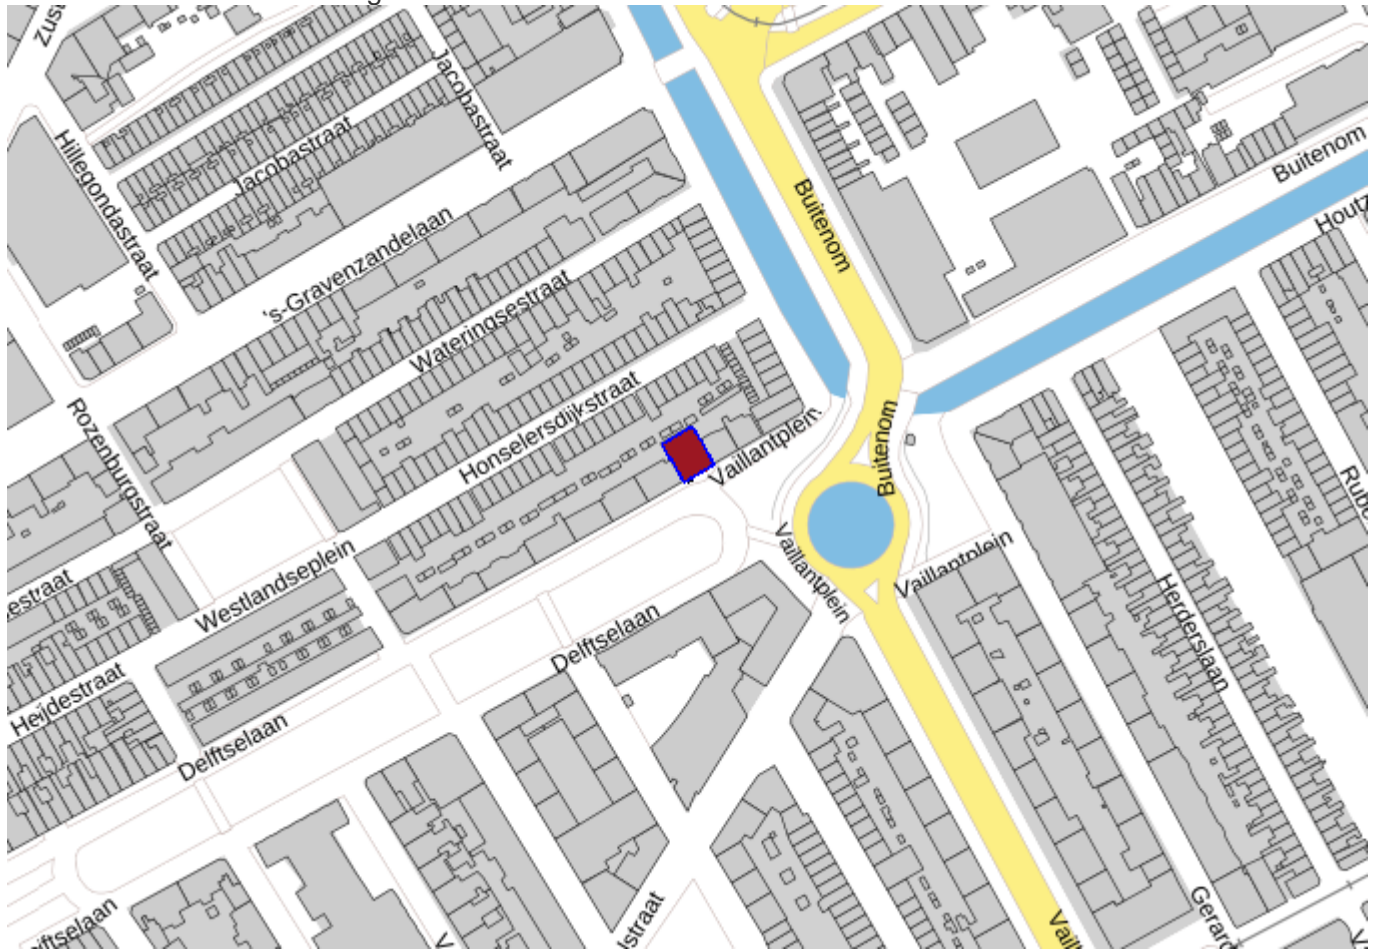 Jacobastraat
Jacobastraat
Hillegondastraat
Buitenom
Buitenom
's-Gravenzandelaan
Wateringsestraat
Honselersdijkstraat
Rozenburgstraat
Buitenom
Vaillantplein
Vaillantplein
Vaillantplein
Westlandseplein
Delftselaan
Herderslaan
Heijdestraat
Delftselaan